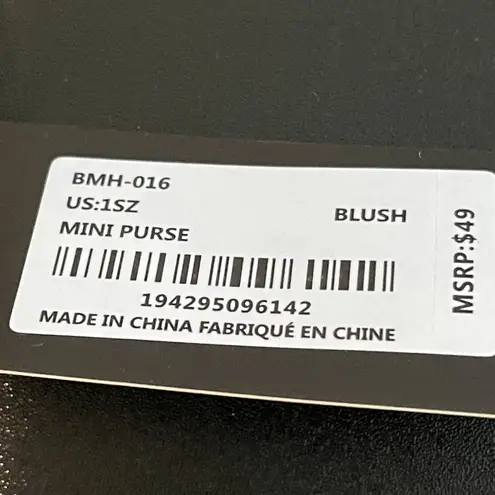 BMH-016
US:1SZ
BLUSH
MINI PURSE
194295096142
MADE IN CHINA FABRIQUÉ EN CHINE
MSRP:$49